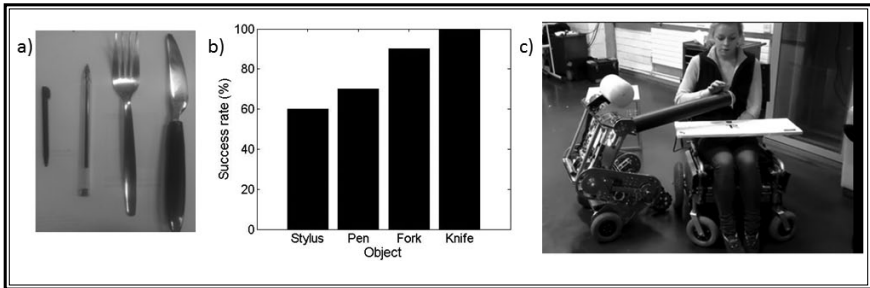 a)
b)
c)
100
80
60
40
20
0
Success rate (%)
Stylus Pen Fork Knife
Object